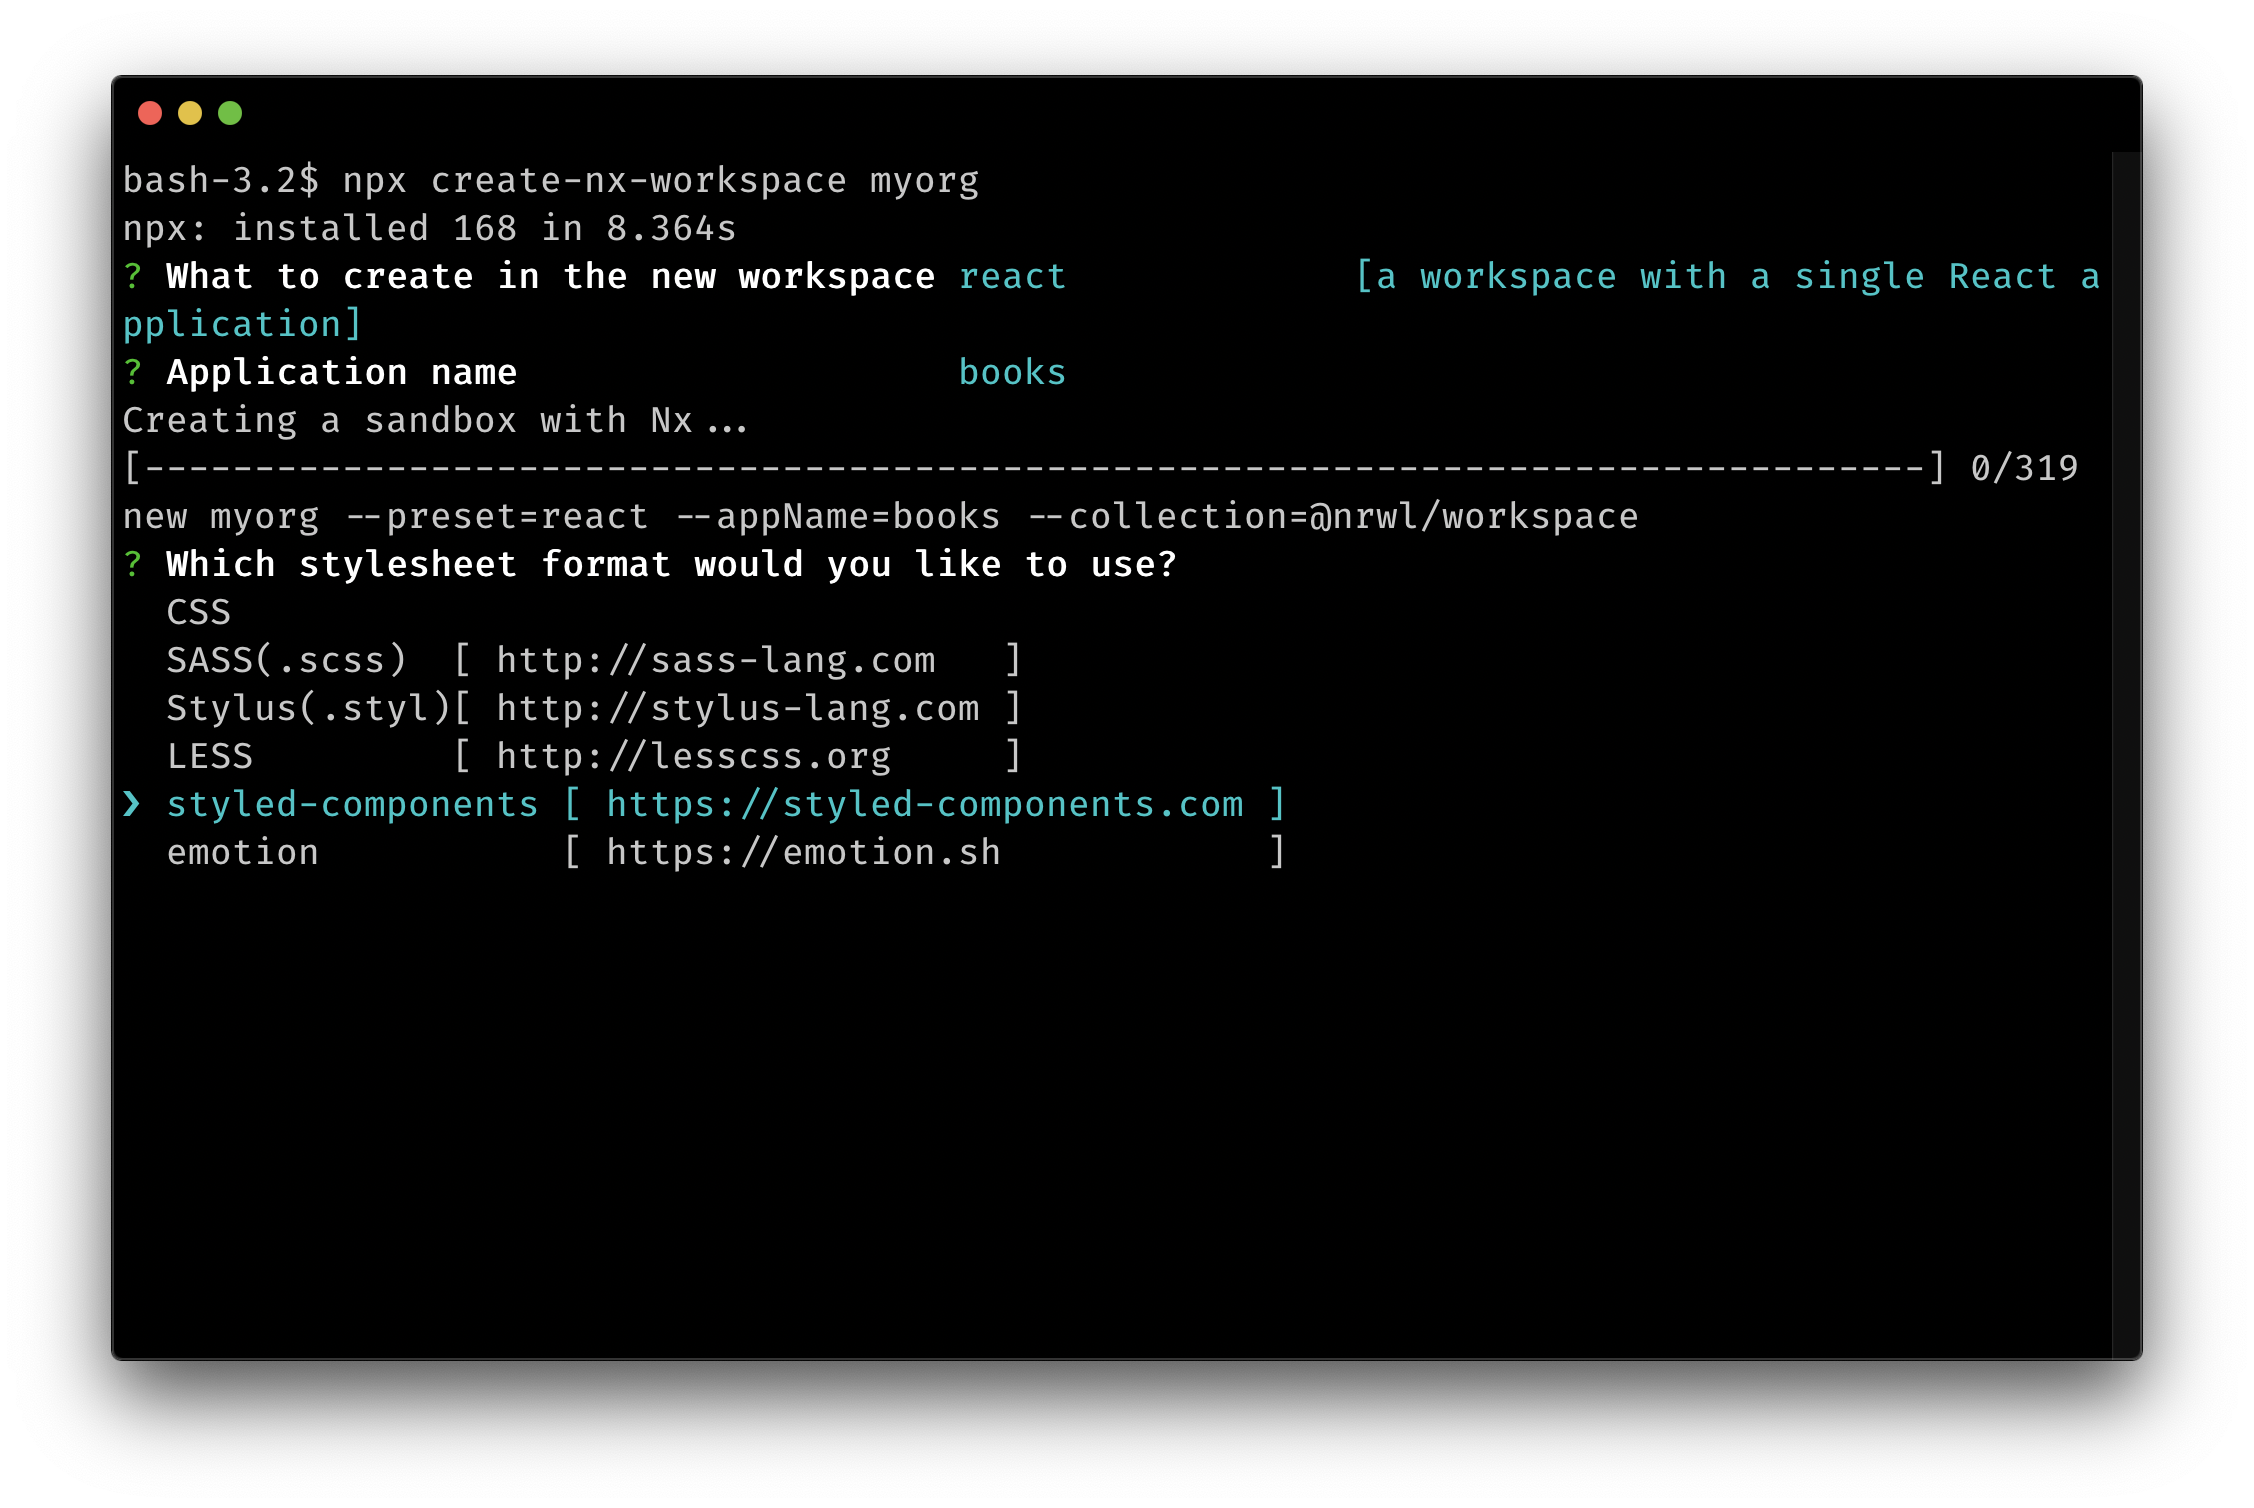 bash-3.2$ npx create-nx-workspace myorg
npx: installed 168 in 8.364s
? What to create in the new workspace react             [a workspace with a single React a
pplication]
? Application name                    books
Creating a sandbox with Nx...
[---------------------------------------------------------------------------------] 0/319
new myorg --preset=react --appName=books --collection=@nrwl/workspace
? Which stylesheet format would you like to use?
  CSS
  SASS(.scss)  [ http://sass-lang.com   ]
  Stylus(.styl)[ http://stylus-lang.com ]
  LESS         [ http://lesscss.org     ]
❯ styled-components [ https://styled-components.com ]
  emotion           [ https://emotion.sh            ]